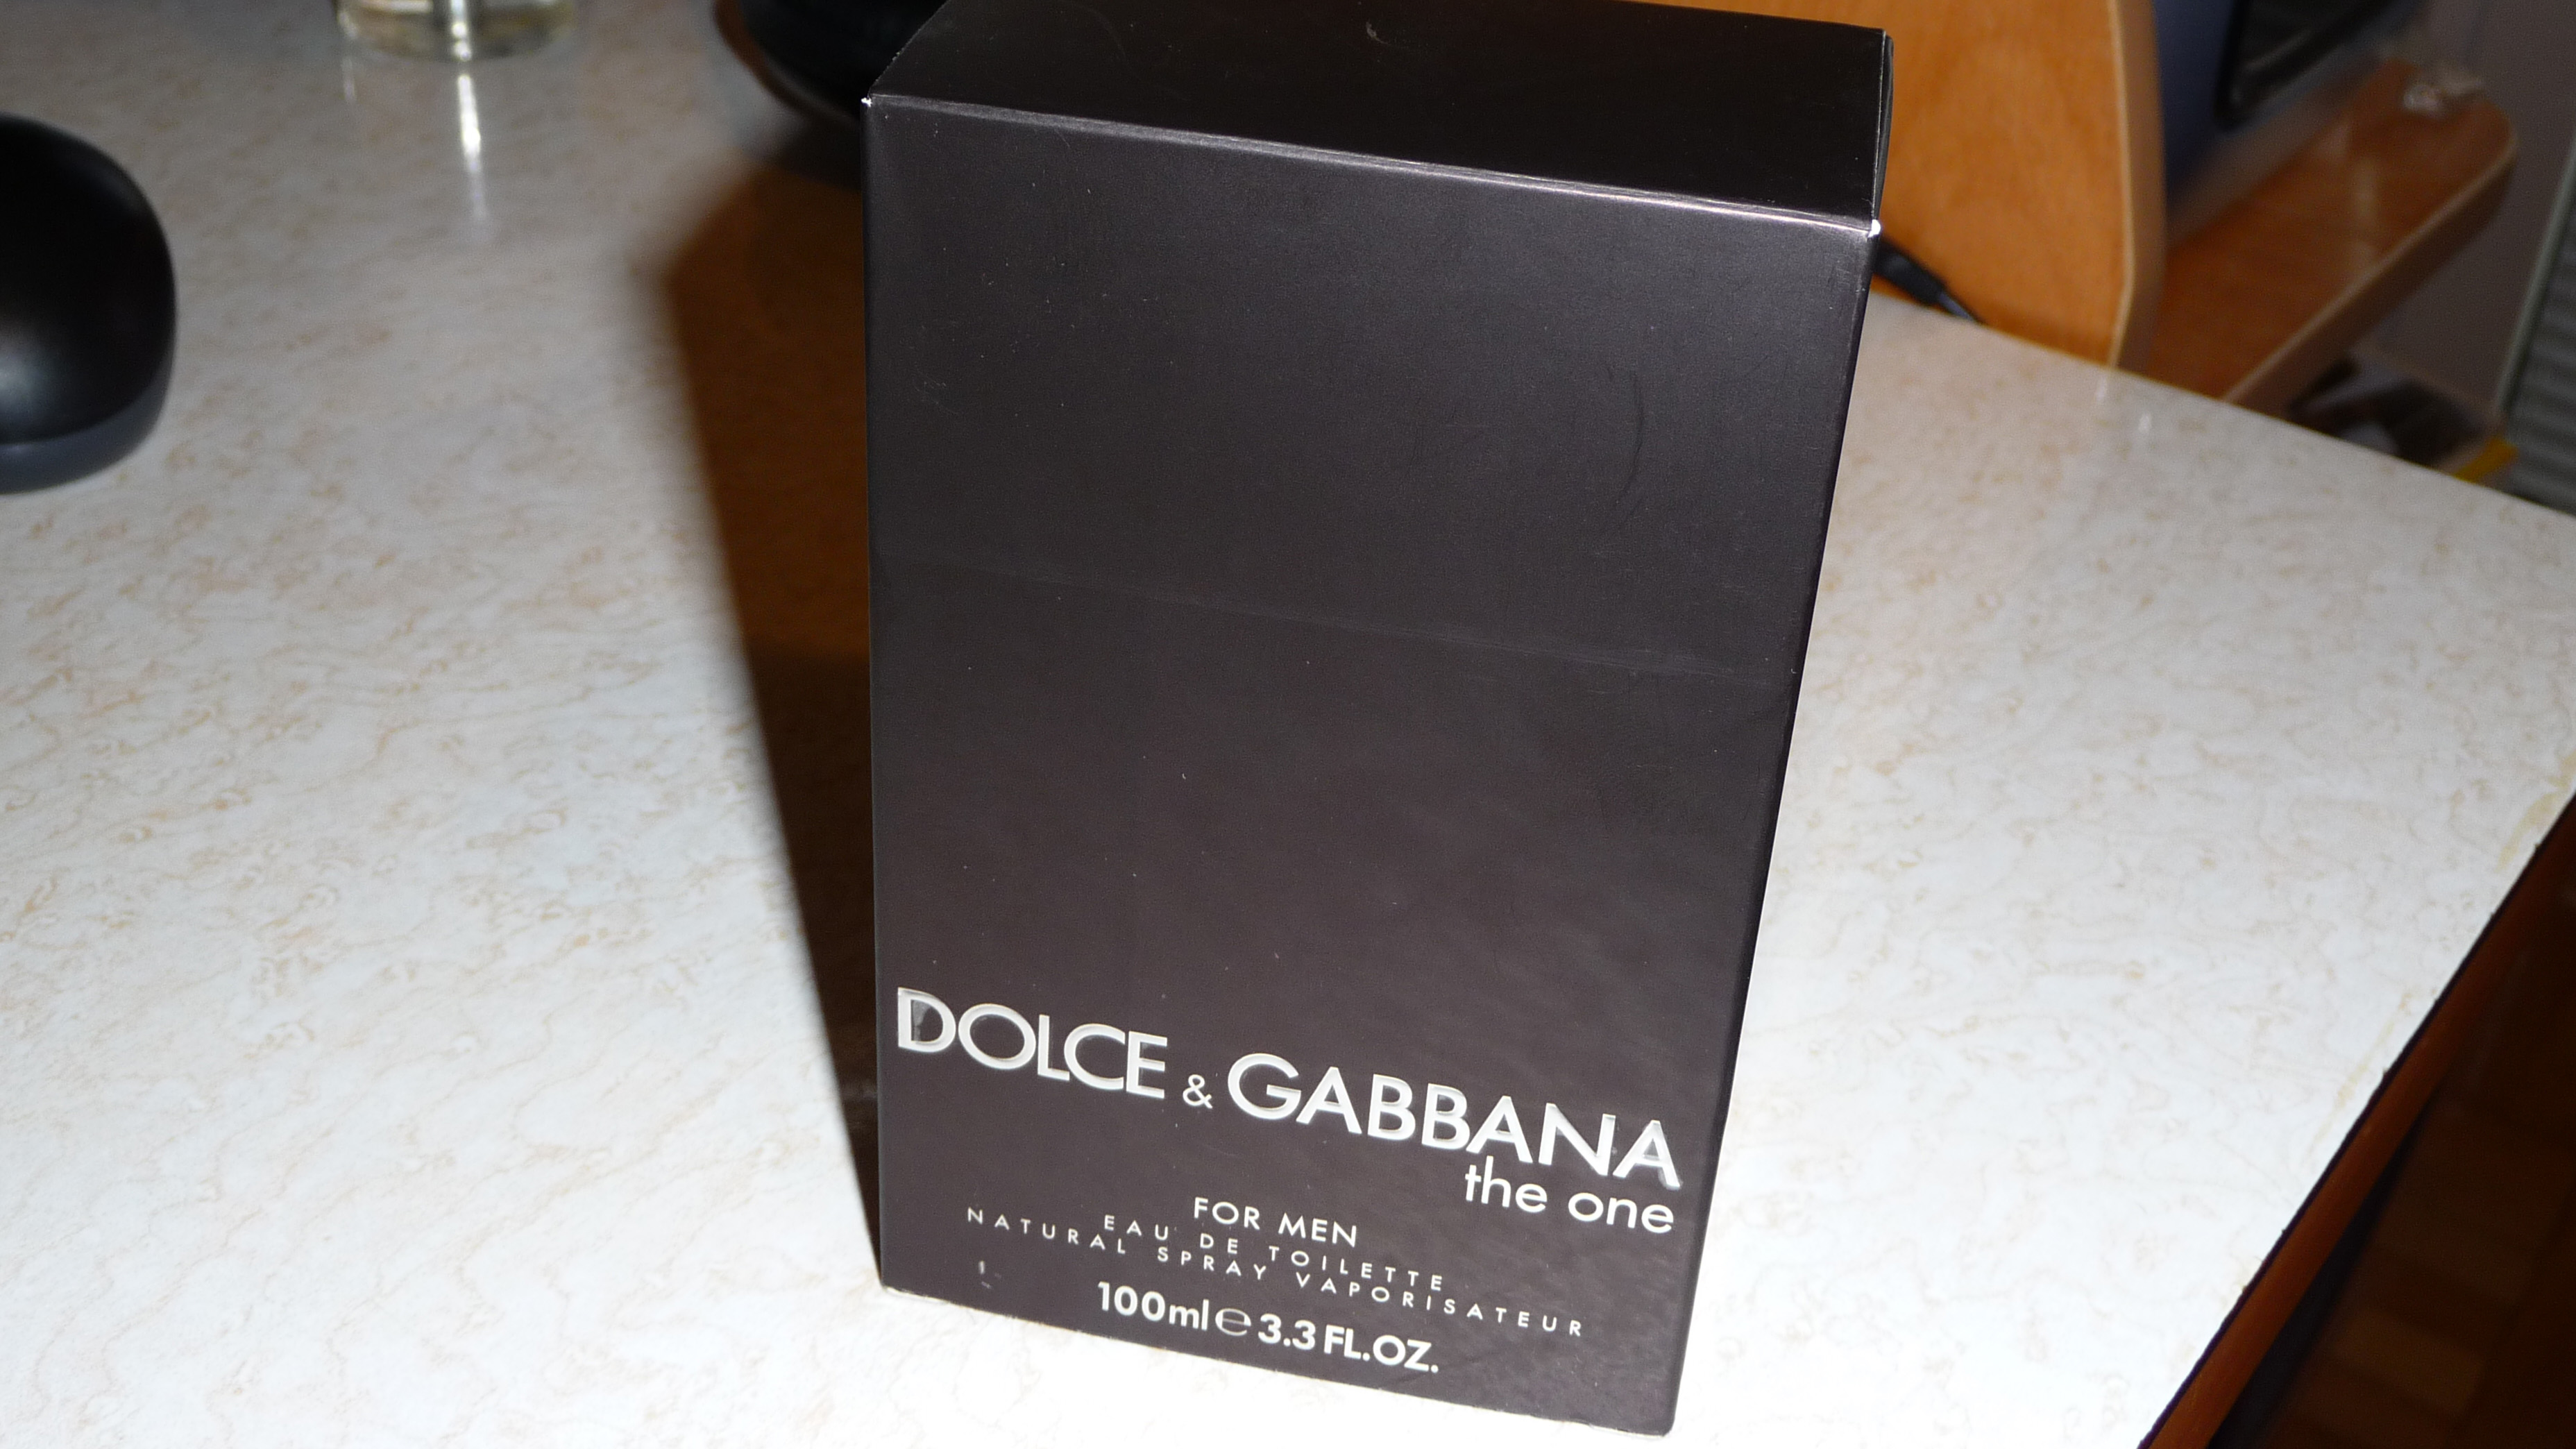 DOLCE & GABBANA
the one
FOR MEN
EAU DE TOILETTE
NATURAL SPRAY VAPORISATEUR
100ml℮3.3 FL.OZ.